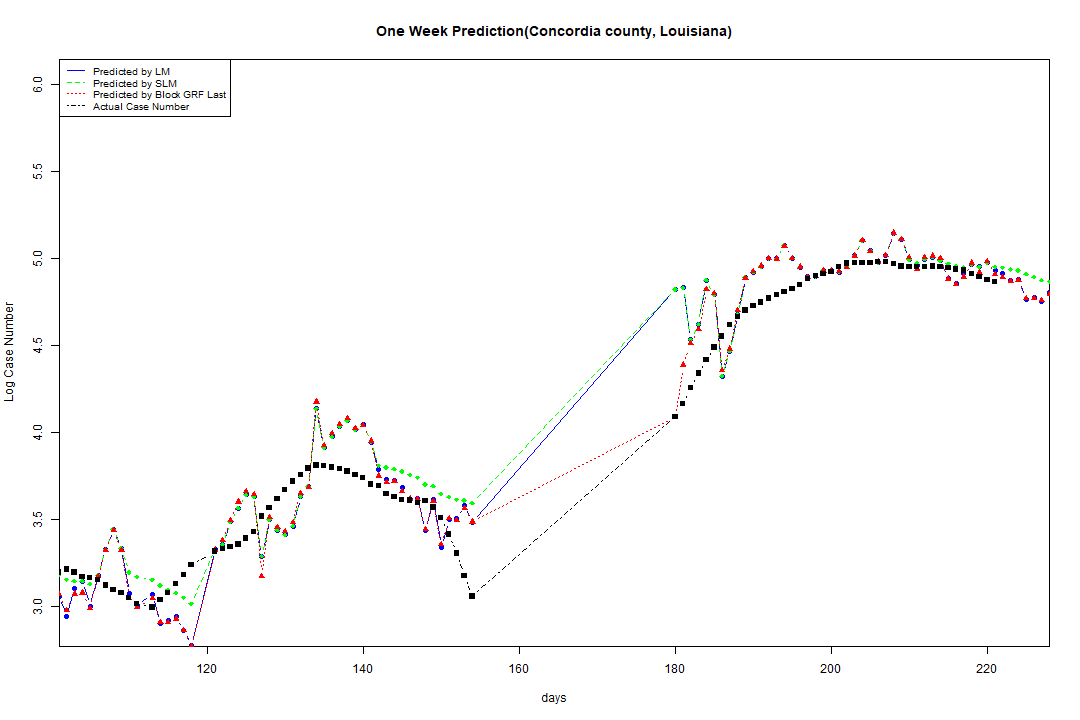 One Week Prediction(Concordia county, Louisiana)
Predicted by LM
Predicted by SLM
Predicted by Block GRF Last
Actual Case Number
6.0
5.5
5.0
4.5
4.0
3.5
3.0
Log Case Number
120 140 160 180 200 220
days